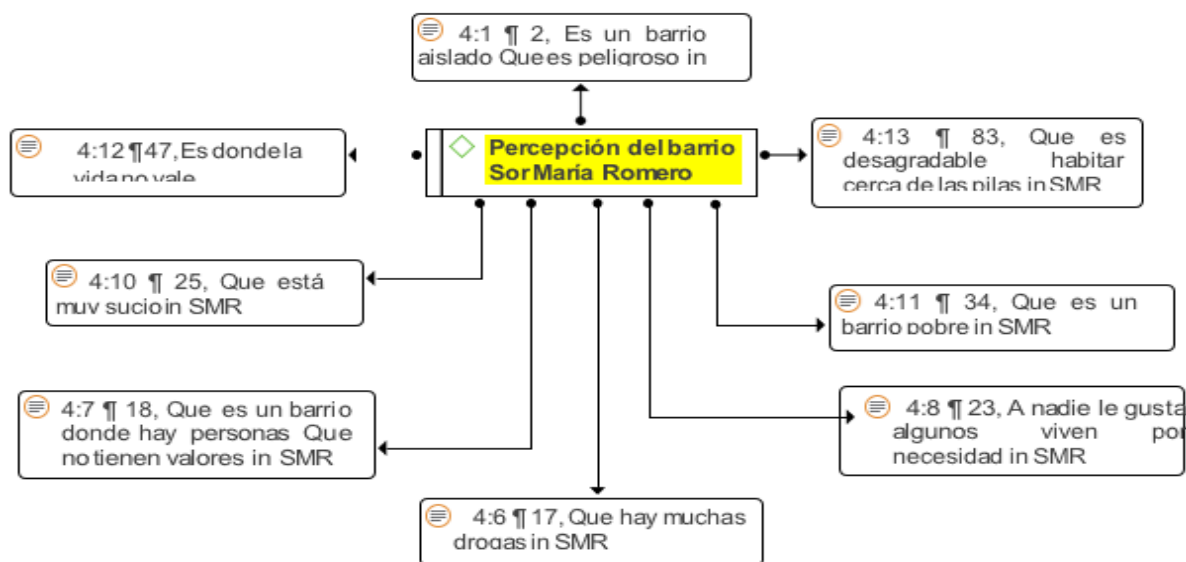 4:1 ¶ 2, Es un barrio
aislado Que es peligroso in
4:12 ¶ 47, Es donde la
vida no vale
Percepción del barrio
Sor María Romero
4:13 ¶ 83, Que es
desagradable habitar
cerca de las pilas in SMR
4:10 ¶ 25, Que está
muy sucio in SMR
4:11 ¶ 34, Que es un
barrio pobre in SMR
4:7 ¶ 18, Que es un barrio
donde hay personas Que
no tienen valores in SMR
4:8 ¶ 23, A nadie le gusta
algunos viven por
necesidad in SMR
4:6 ¶ 17, Que hay muchas
drogas in SMR